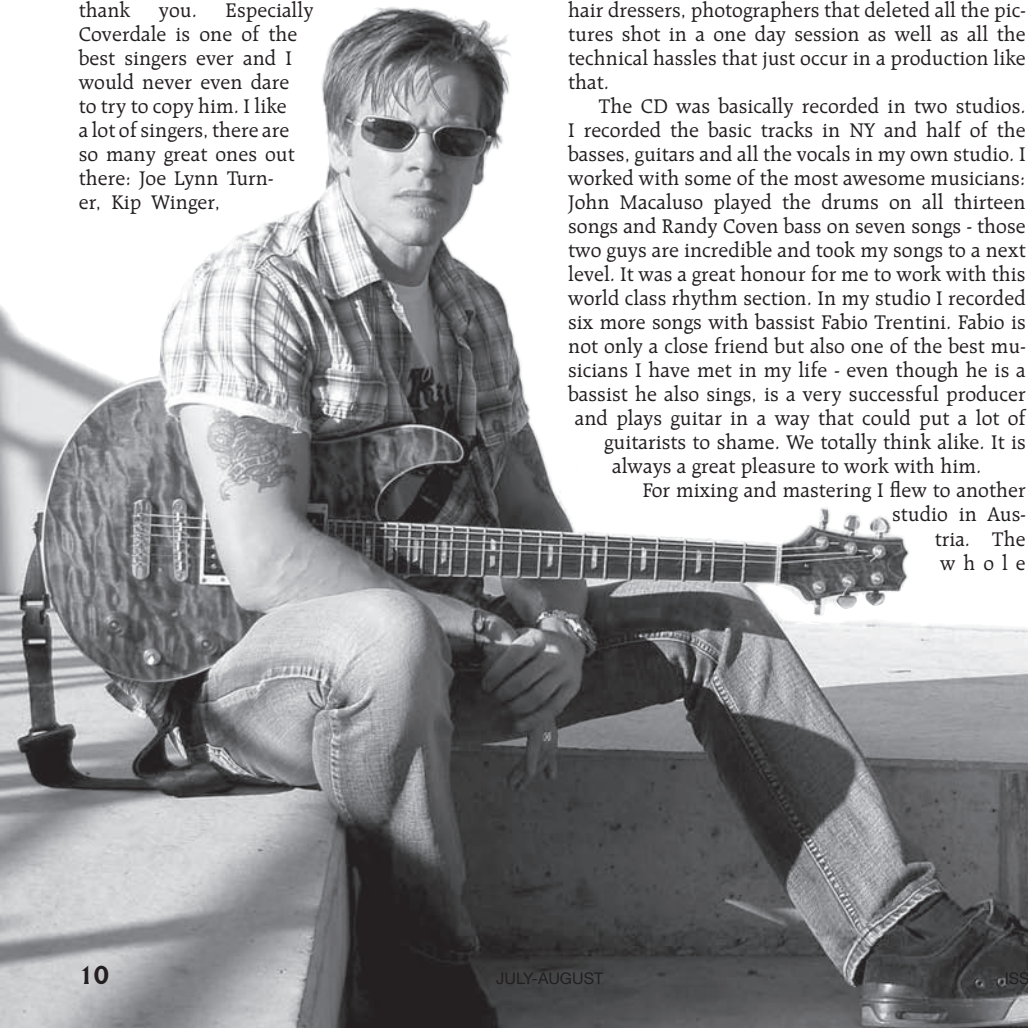 thank you. Especially
Coverdale is one of the
best singers ever and I
would never even dare
to try to copy him. I like
a lot of singers, there are
so many great ones out
there: Joe Lynn Turn-
er, Kip Winger,
hair dressers, photographers that deleted all the pic-
tures shot in a one day session as well as all the
technical hassles that just occur in a production like
that.
The CD was basically recorded in two studios.
I recorded the basic tracks in NY and half of the
basses, guitars and all the vocals in my own studio. I
worked with some of the most awesome musicians:
John Macaluso played the drums on all thirteen
songs and Randy Coven bass on seven songs - those
two guys are incredible and took my songs to a next
level. It was a great honour for me to work with this
world class rhythm section. In my studio I recorded
six more songs with bassist Fabio Trentini. Fabio is
not only a close friend but also one of the best mu-
sicians I have met in my life - even though he is a
bassist he also sings, is a very successful producer
and plays guitar in a way that could put a lot of
guitarists to shame. We totally think alike. It is
always a great pleasure to work with him.
For mixing and mastering I flew to another
studio in Aus-
tria. The
whole
10
JULY-AUGUST